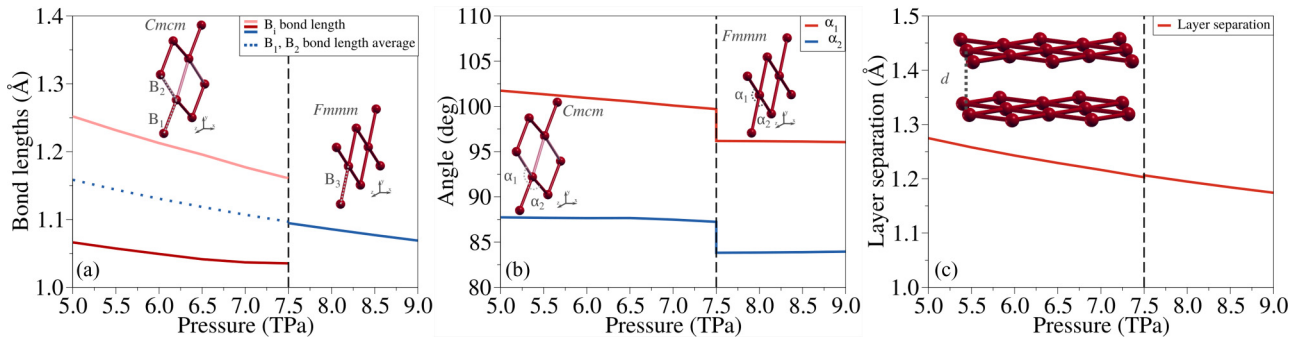 1.4
1.3
1.2
1.1
1.0
5.0 5.5 6.0 6.5 7.0 7.5 8.0 8.5 9.0
Bond lengths (Å)
Pressure (TPa)
(a)
Cmcm
B₂
B₁
Fmmm
B₃
Bᵢ bond length
B₁, B₂ bond length average
110
105
100
95
90
85
80
5.0 5.5 6.0 6.5 7.0 7.5 8.0 8.5 9.0
Angle (deg)
Pressure (TPa)
(b)
Cmcm
α₁
α₂
Fmmm
α₁
α₂
α₁
α₂
1.5
1.4
1.3
1.2
1.1
1.0
5.0 5.5 6.0 6.5 7.0 7.5 8.0 8.5 9.0
Layer separation (Å)
Pressure (TPa)
(c)
d
Layer separation